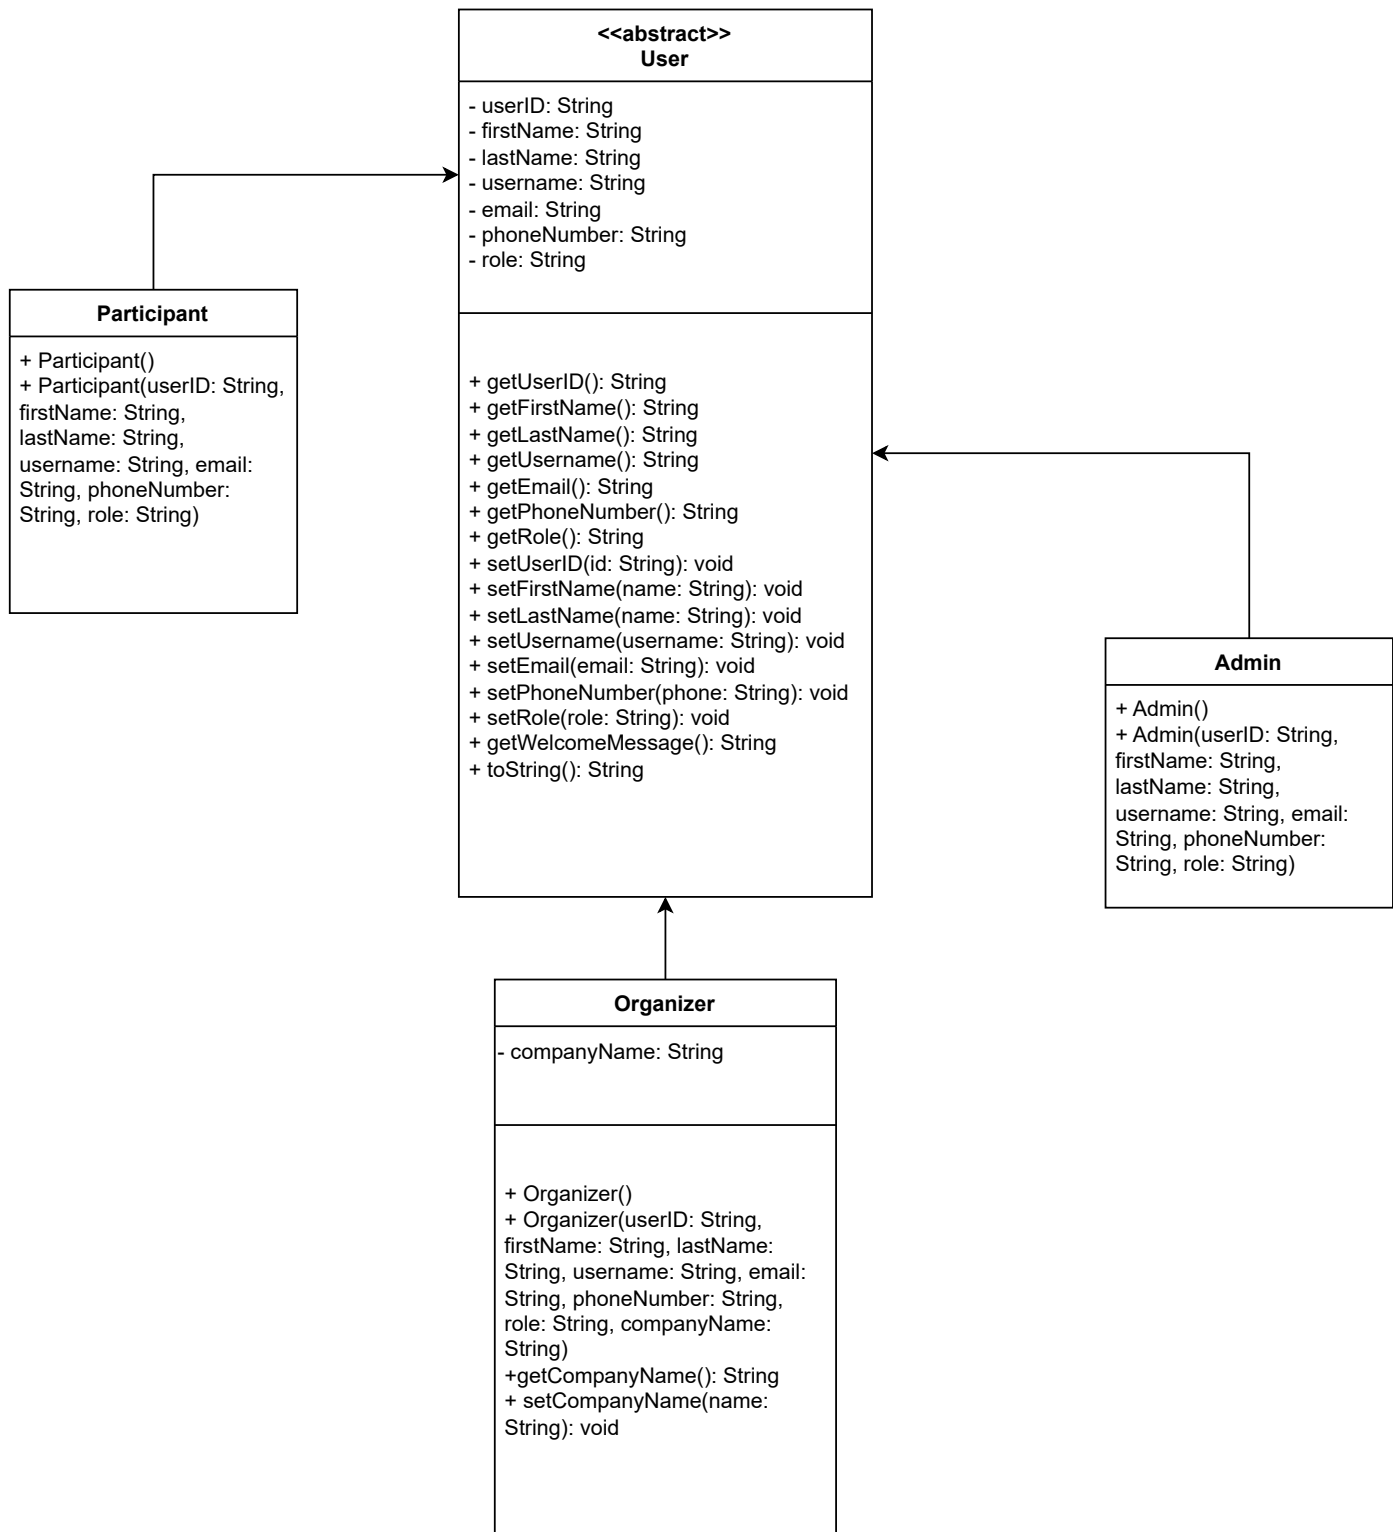 <<abstract>>
User
- userID: String
- firstName: String
- lastName: String
- username: String
- email: String
- phoneNumber: String
- role: String
+ getUserID(): String
+ getFirstName(): String
+ getLastName(): String
+ getUsername(): String
+ getEmail(): String
+ getPhoneNumber(): String
+ getRole(): String
+ setUserID(id: String): void
+ setFirstName(name: String): void
+ setLastName(name: String): void
+ setUsername(username: String): void
+ setEmail(email: String): void
+ setPhoneNumber(phone: String): void
+ setRole(role: String): void
+ getWelcomeMessage(): String
+ toString(): String
Participant
+ Participant()
+ Participant(userID: String,
firstName: String,
lastName: String,
username: String, email:
String, phoneNumber:
String, role: String)
Admin
+ Admin()
+ Admin(userID: String,
firstName: String,
lastName: String,
username: String, email:
String, phoneNumber:
String, role: String)
Organizer
- companyName: String
+ Organizer()
+ Organizer(userID: String,
firstName: String, lastName:
String, username: String, email:
String, phoneNumber: String,
role: String, companyName:
String)
+getCompanyName(): String
+ setCompanyName(name:
String): void